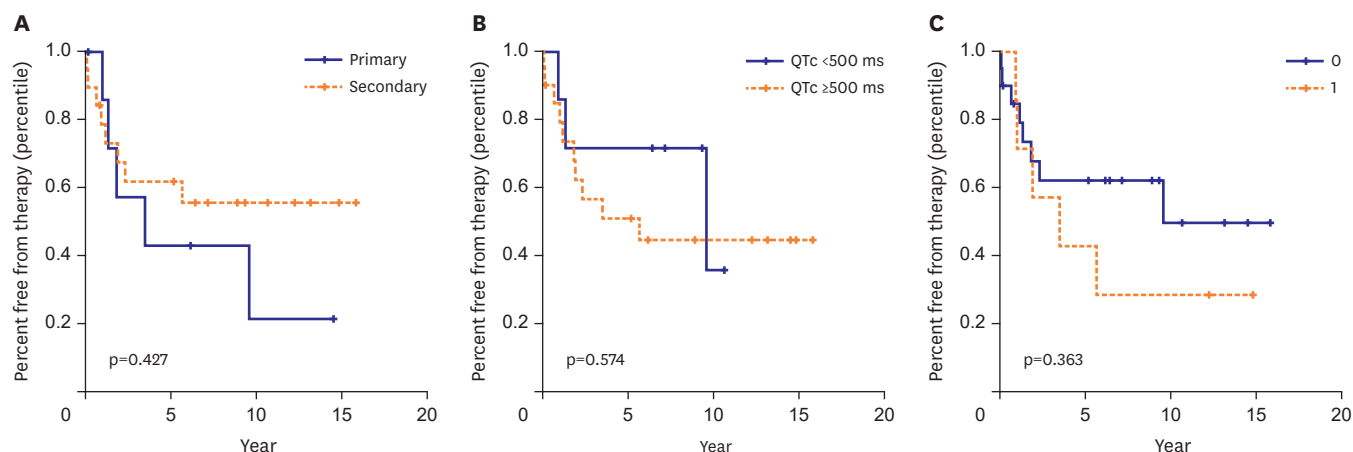 A
Percent free from therapy (percentile)
1.0
0.8
0.6
0.4
0.2
0
5
10
15
20
Year
Primary
Secondary
p=0.427
B
Percent free from therapy (percentile)
1.0
0.8
0.6
0.4
0.2
0
5
10
15
20
Year
QTc <500 ms
QTc ≥500 ms
p=0.574
C
Percent free from therapy (percentile)
1.0
0.8
0.6
0.4
0.2
0
5
10
15
20
Year
0
1
p=0.363